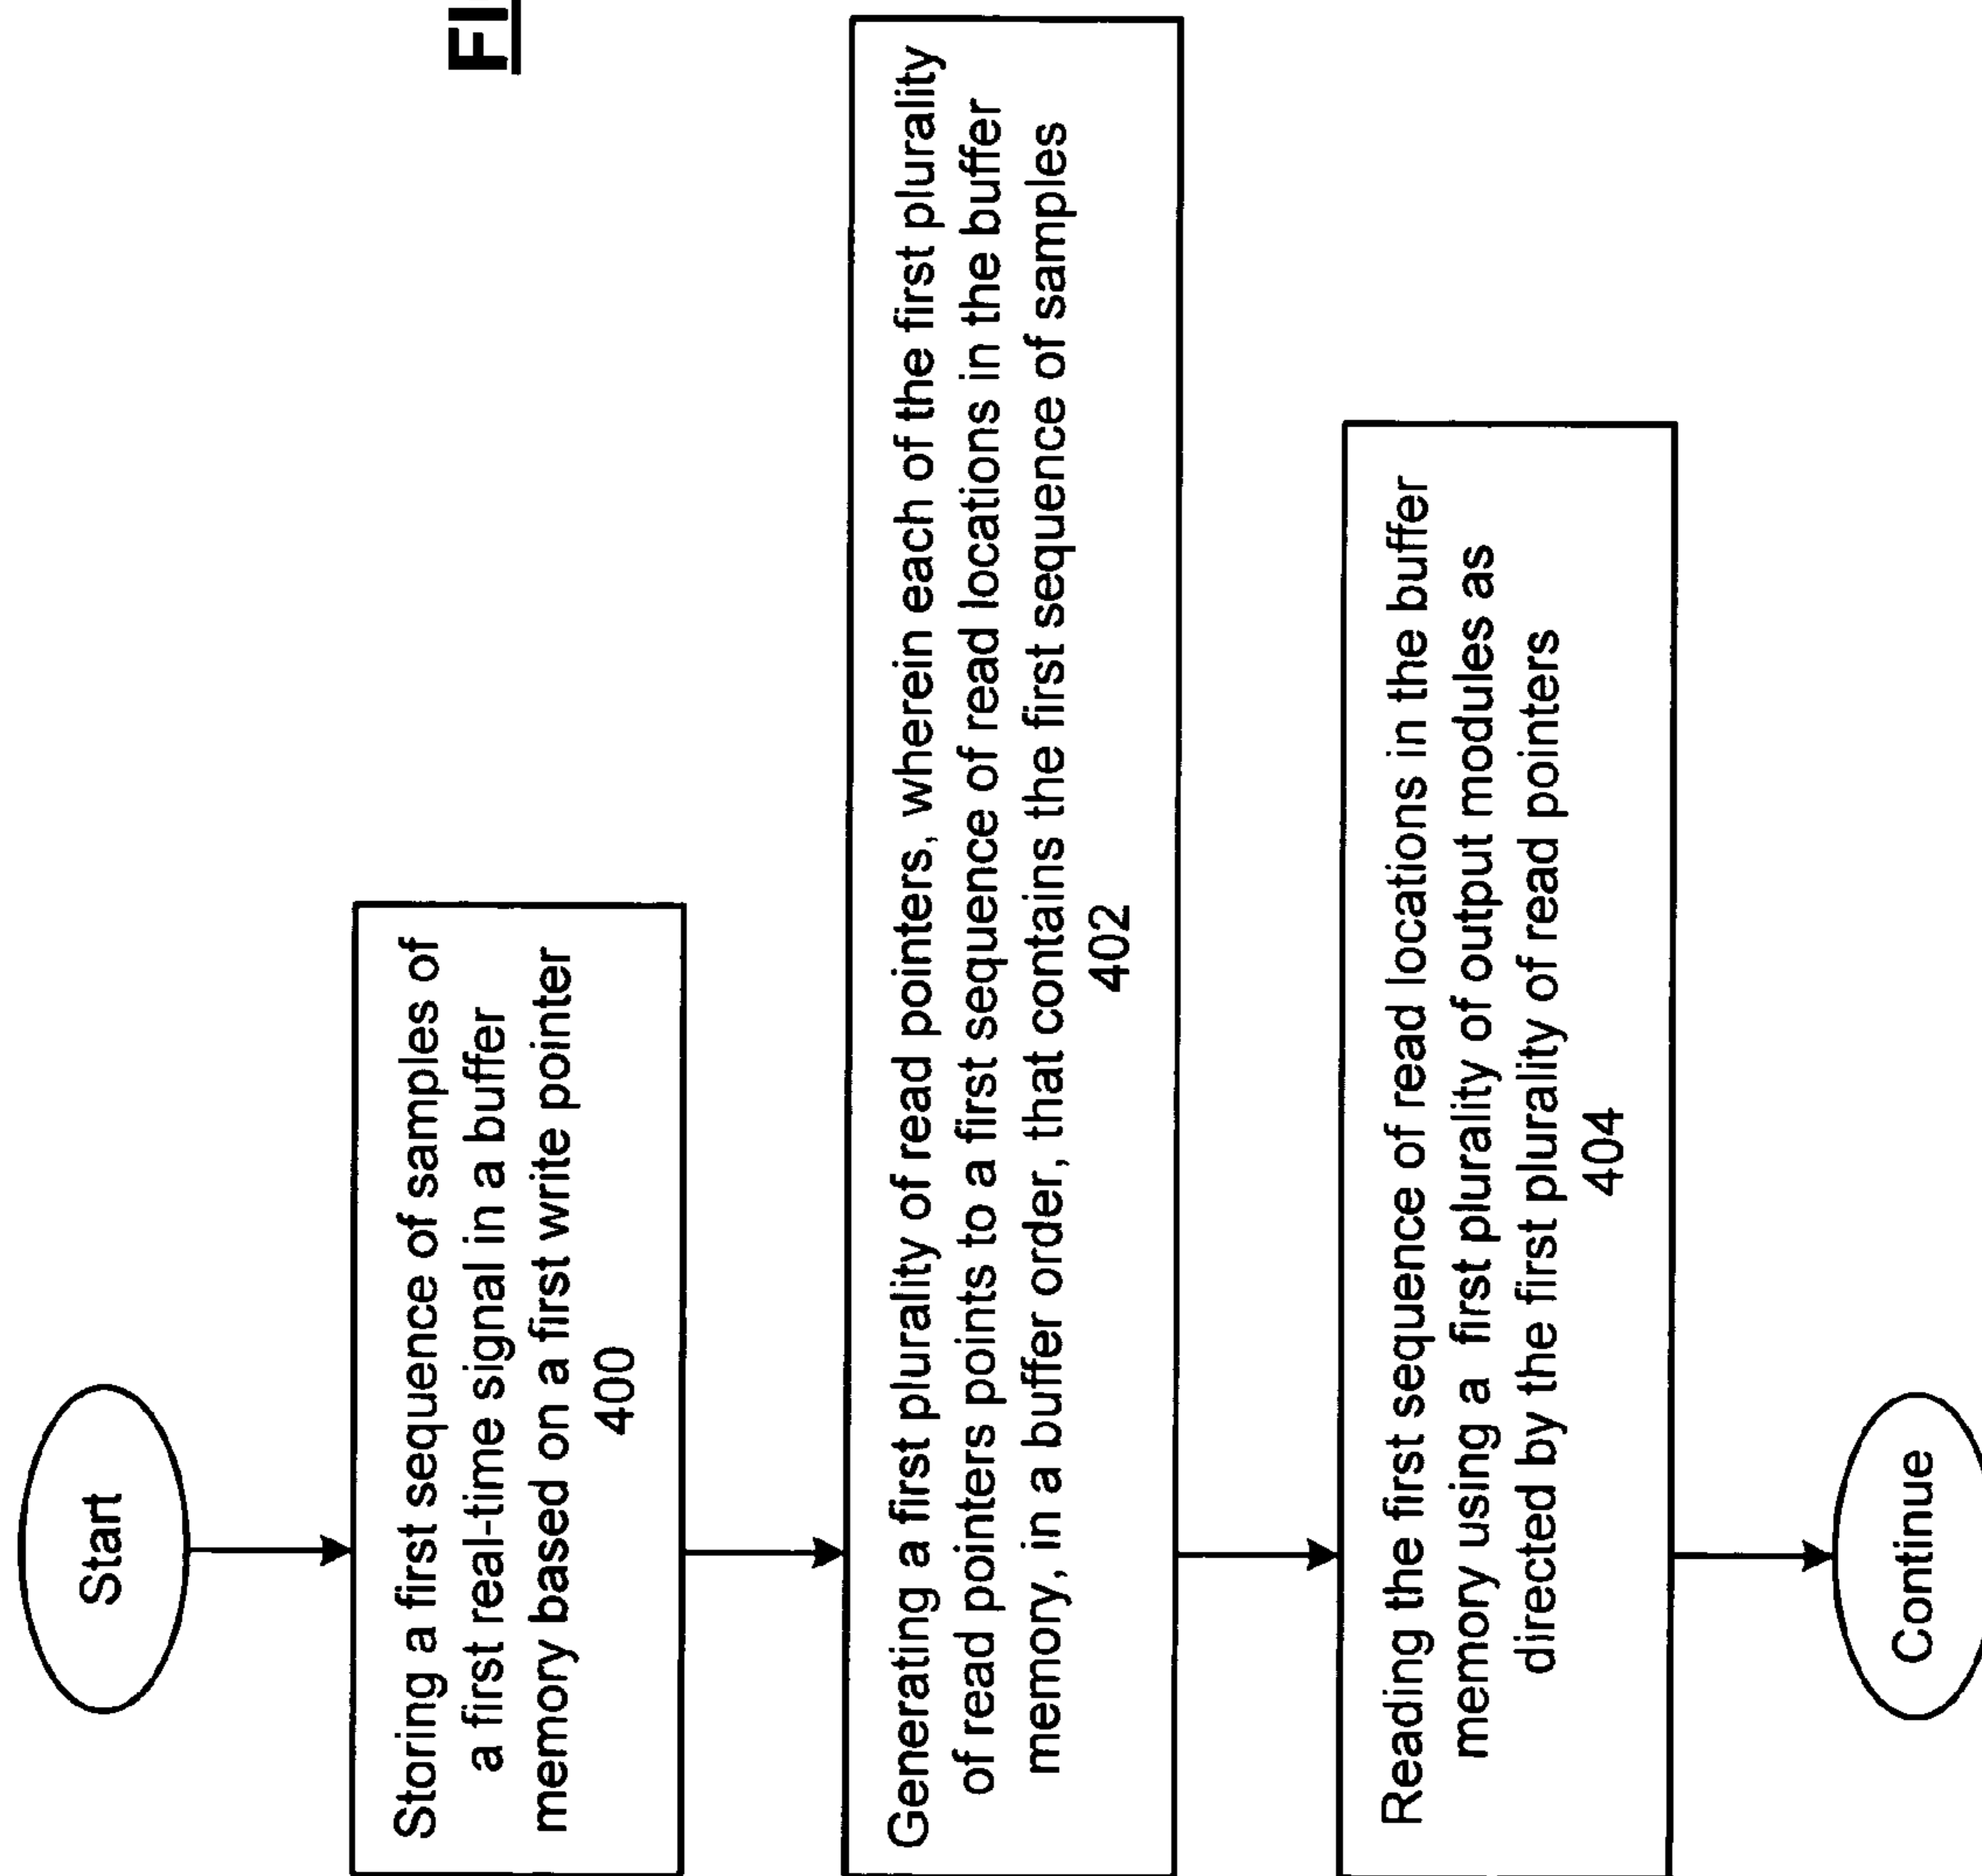 Start
Storing a first sequence of samples of
a first real-time signal in a buffer
memory based on a first write pointer
400
Generating a first plurality of read pointers, wherein each of the first plurality
of read pointers points to a first sequence of read locations in the buffer
memory, in a buffer order, that contains the first sequence of samples
402
Reading the first sequence of read locations in the buffer
memory using a first plurality of output modules as
directed by the first plurality of read pointers
404
Continue